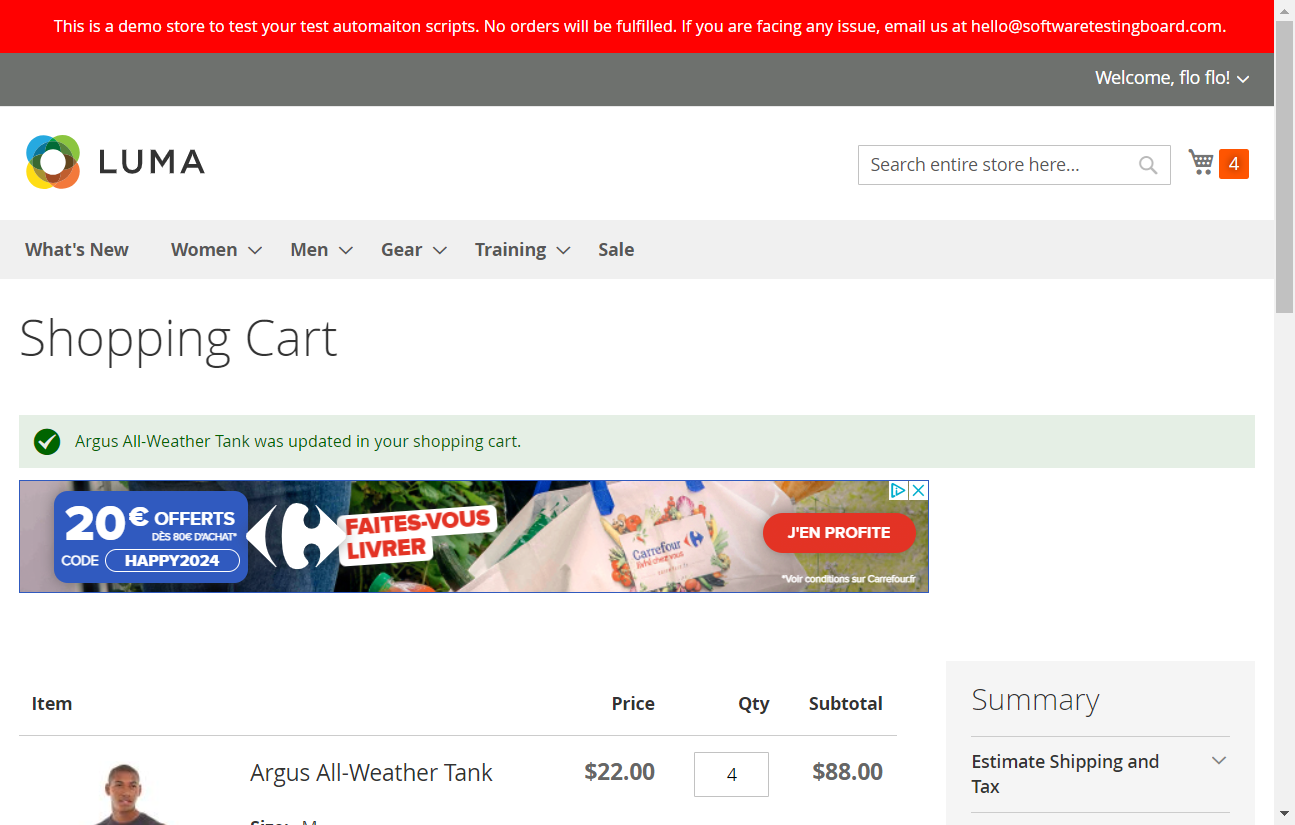 This is a demo store to test your test automaiton scripts. No orders will be fulfilled. If you are facing any issue, email us at hello@softwaretestingboard.com.
Welcome, flo flo!
LUMA
Search entire store here...
4
What's New Women Men Gear Training Sale
Shopping Cart
Argus All-Weather Tank was updated in your shopping cart.
20€ OFFERTS
DÈS 80€ D'ACHAT*
CODE HAPPY2024
FAITES-VOUS
LIVRER
Carrefour
J'EN PROFITE
*Voir conditions sur Carrefour.fr
Item Price Qty Subtotal
Argus All-Weather Tank $22.00 4 $88.00
Size: M
Summary
Estimate Shipping and
Tax